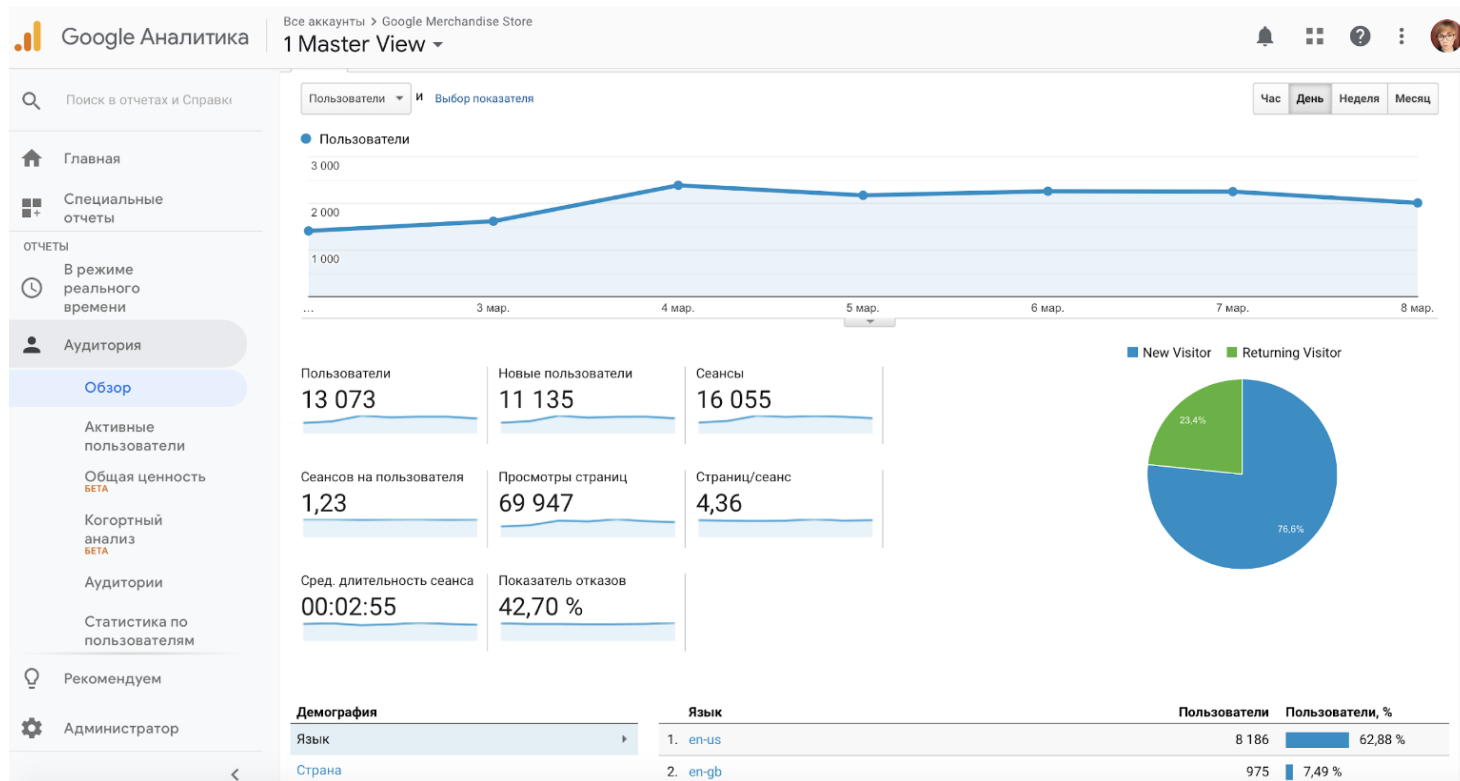 Google Аналитика
Все аккаунты > Google Merchandise Store
1 Master View
Поиск в отчетах и Справк
Главная
Специальные
отчеты
ОТЧЕТЫ
В режиме
реального
времени
Аудитория
Обзор
Активные
пользователи
Общая ценность
БЕТА
Когортный
анализ
БЕТА
Аудитории
Статистика по
пользователям
Рекомендуем
Администратор
Пользователи и Выбор показателя
Час День Неделя Месяц
Пользователи
3 000
2 000
1 000
... 3 мар. 4 мар. 5 мар. 6 мар. 7 мар. 8 мар.
New Visitor Returning Visitor
23,4%
76,6%
Пользователи Новые пользователи Сеансы
13 073 11 135 16 055
Сеансов на пользователя Просмотры страниц Страниц/сеанс
1,23 69 947 4,36
Сред. длительность сеанса Показатель отказов
00:02:55 42,70 %
Демография
Язык
Страна
Язык Пользователи Пользователи, %
1. en-us 8 186 62,88 %
2. en-gb 975 7,49 %